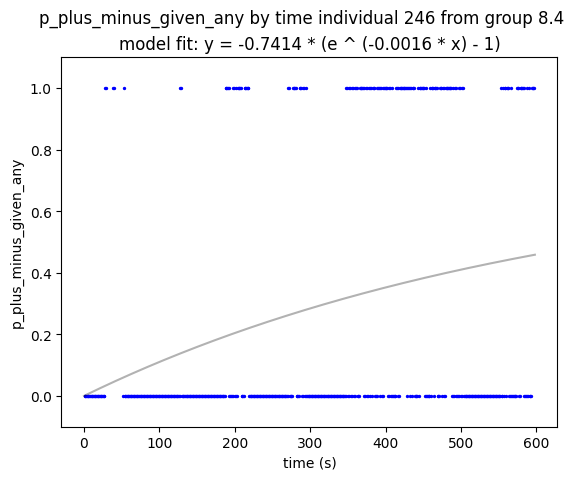 p_plus_minus_given_any by time individual 246 from group 8.4
model fit: y = -0.7414 * (e ^ (-0.0016 * x) - 1)
1.0
0.8
0.6
0.4
0.2
0.0
p_plus_minus_given_any
0 100 200 300 400 500 600
time (s)